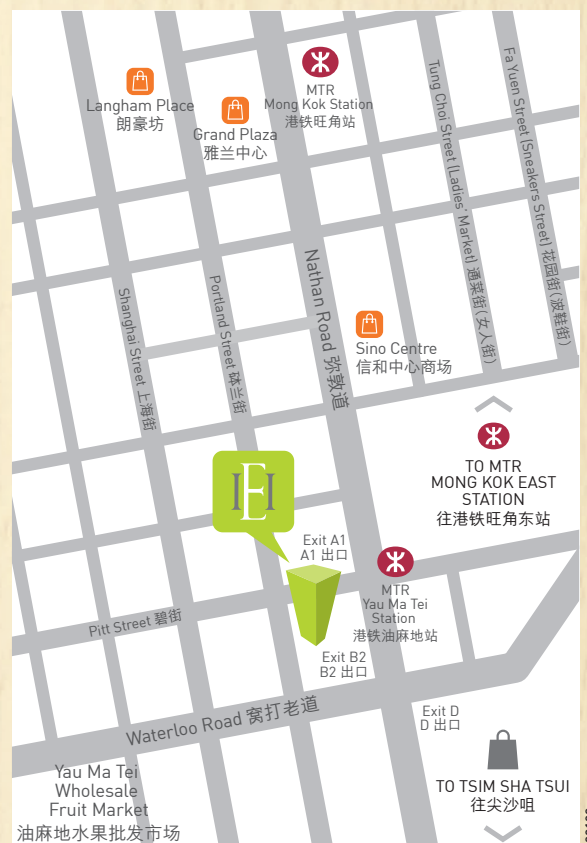 Langham Place
朗豪坊
Grand Plaza
雅兰中心
MTR
Mong Kok Station
港铁旺角站
Tung Choi Street (Ladies' Market) 通菜街(女人街)
Fa Yuen Street (Sneakers Street) 花园街(波鞋街)
Shanghai Street 上海街
Portland Street 砵兰街
Nathan Road 弥敦道
Sino Centre
信和中心商场
TO MTR
MONG KOK EAST
STATION
往港铁旺角东站
IEI
Exit A1
A1 出口
MTR
Yau Ma Tei
Station
港铁油麻地站
Pitt Street 碧街
Exit B2
B2 出口
Waterloo Road 窝打老道
Exit D
D 出口
Yau Ma Tei
Wholesale
Fruit Market
油麻地水果批发市场
TO TSIM SHA TSUI
往尖沙咀